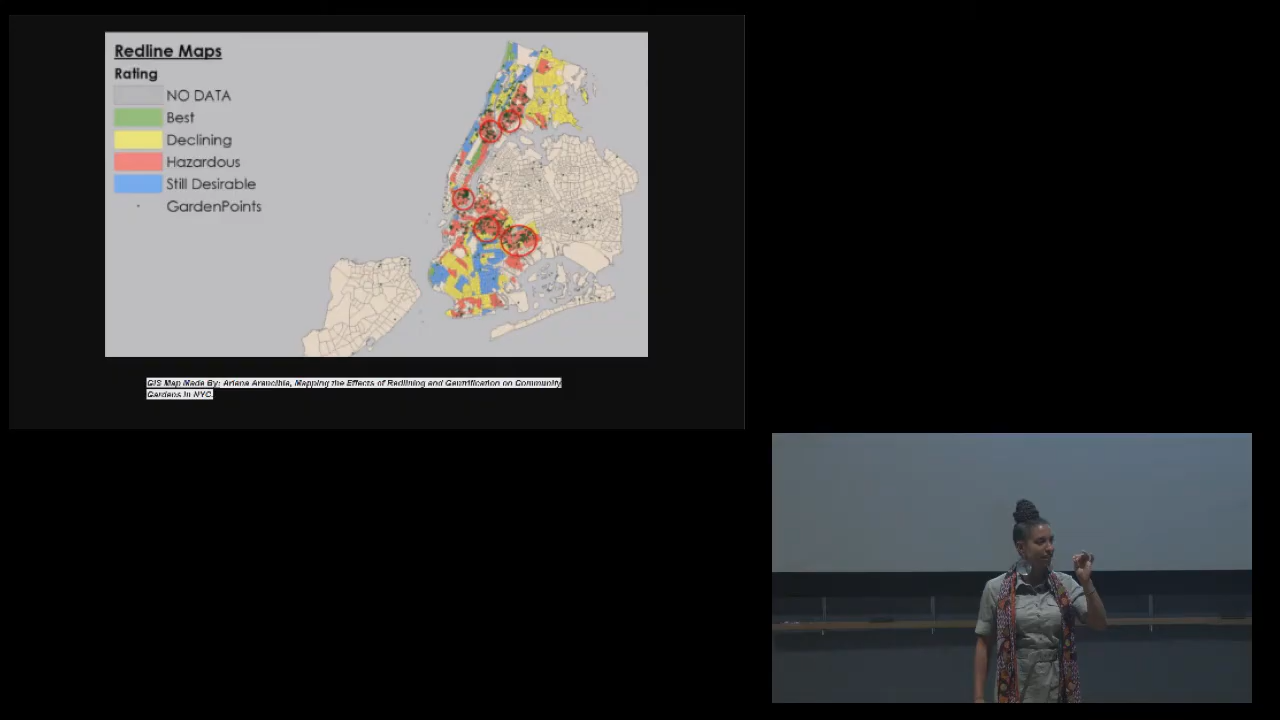 Redline Maps
Rating
NO DATA
Best
Declining
Hazardous
Still Desirable
GardenPoints
GIS Map Made By: Ariana Arancibia, Mapping the Effects of Redlining and Gentrification on Community
Gardens in NYC.